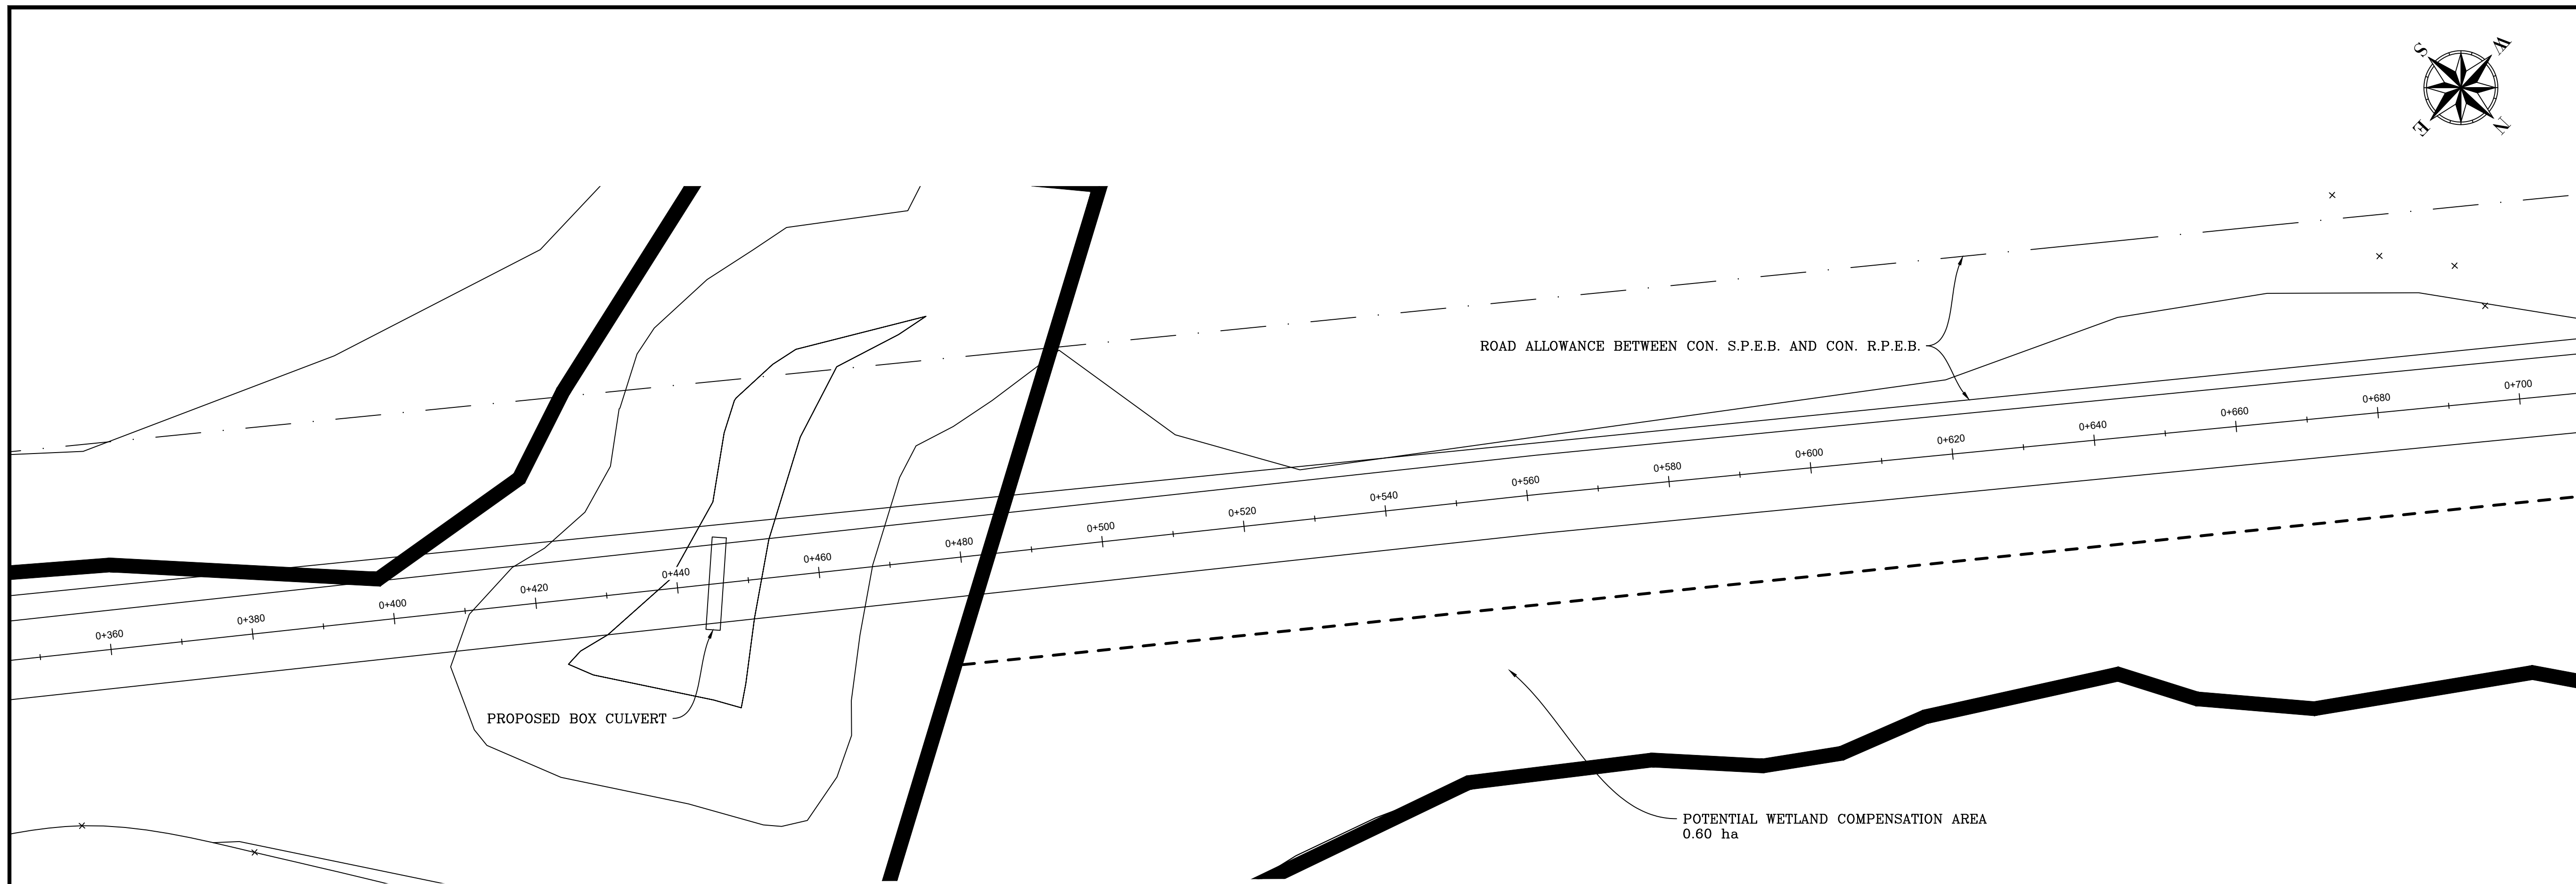 S
W
E
N
ROAD ALLOWANCE BETWEEN CON. S.P.E.B. AND CON. R.P.E.B.
0+360
0+380
0+400
0+420
0+440
0+460
0+480
0+500
0+520
0+540
0+560
0+580
0+600
0+620
0+640
0+660
0+680
0+700
PROPOSED BOX CULVERT
POTENTIAL WETLAND COMPENSATION AREA
0.60 ha